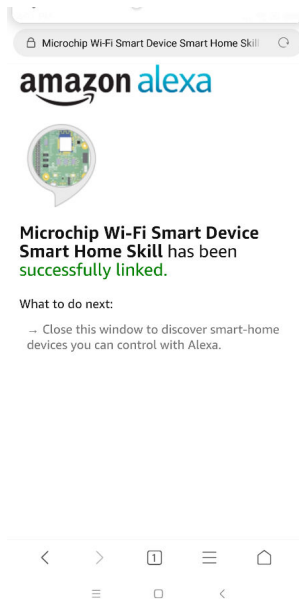 Microchip Wi-Fi Smart Device Smart Home Skil
amazon alexa
Microchip Wi-Fi Smart Device
Smart Home Skill has been
successfully linked.
What to do next:
→ Close this window to discover smart-home
devices you can control with Alexa.
1